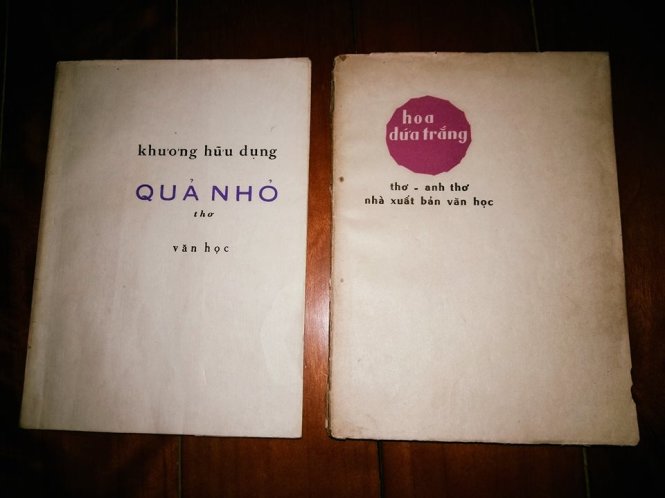 khương hữu dụng
QUẢ NHỎ
thơ
văn học
hoa
dứa trắng
thơ - anh thơ
nhà xuất bản văn học